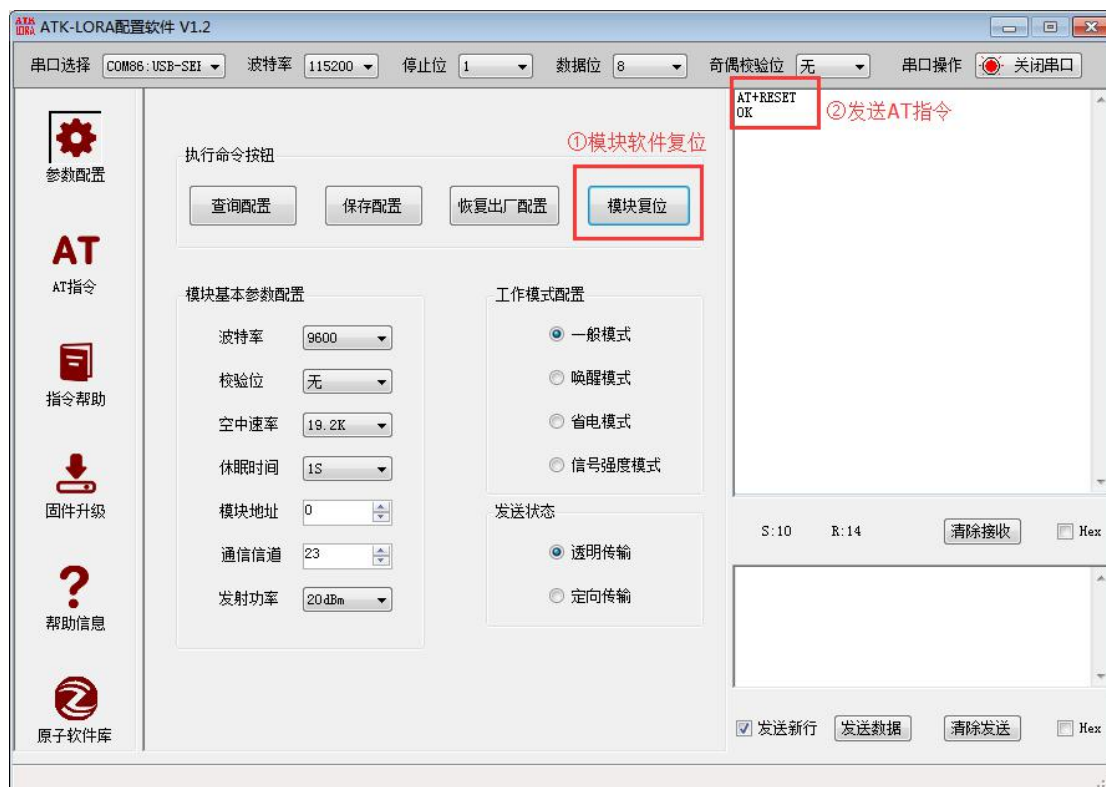 ATK LORA ATK-LORA配置软件 V1.2
串口选择 COM86:USB-SEI 波特率 115200 停止位 1 数据位 8 奇偶校验位 无 串口操作 关闭串口
参数配置
AT
AT指令
指令帮助
固件升级
?
帮助信息
原子软件库
①模块软件复位
执行命令按钮
查询配置 保存配置 恢复出厂配置 模块复位
模块基本参数配置
波特率 9600
校验位 无
空中速率 19.2K
休眠时间 1S
模块地址 0
通信信道 23
发射功率 20dBm
工作模式配置
一般模式
唤醒模式
省电模式
信号强度模式
发送状态
透明传输
定向传输
AT+RESET
OK
②发送AT指令
S:10 R:14 清除接收 Hex
发送新行 发送数据 清除发送 Hex